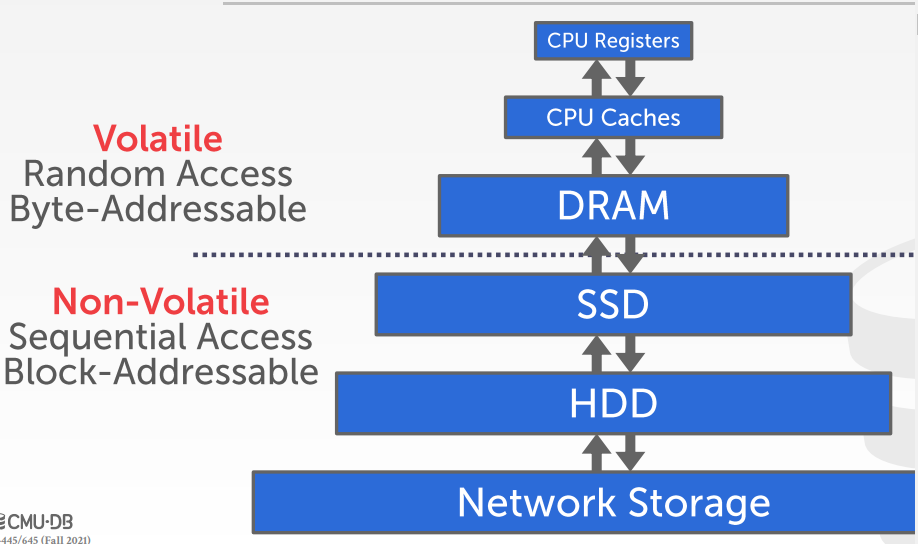 CPU Registers
CPU Caches
Volatile
Random Access
Byte-Addressable
DRAM
Non-Volatile
Sequential Access
Block-Addressable
SSD
HDD
Network Storage
CMU·DB
445/645 (Fall 2021)